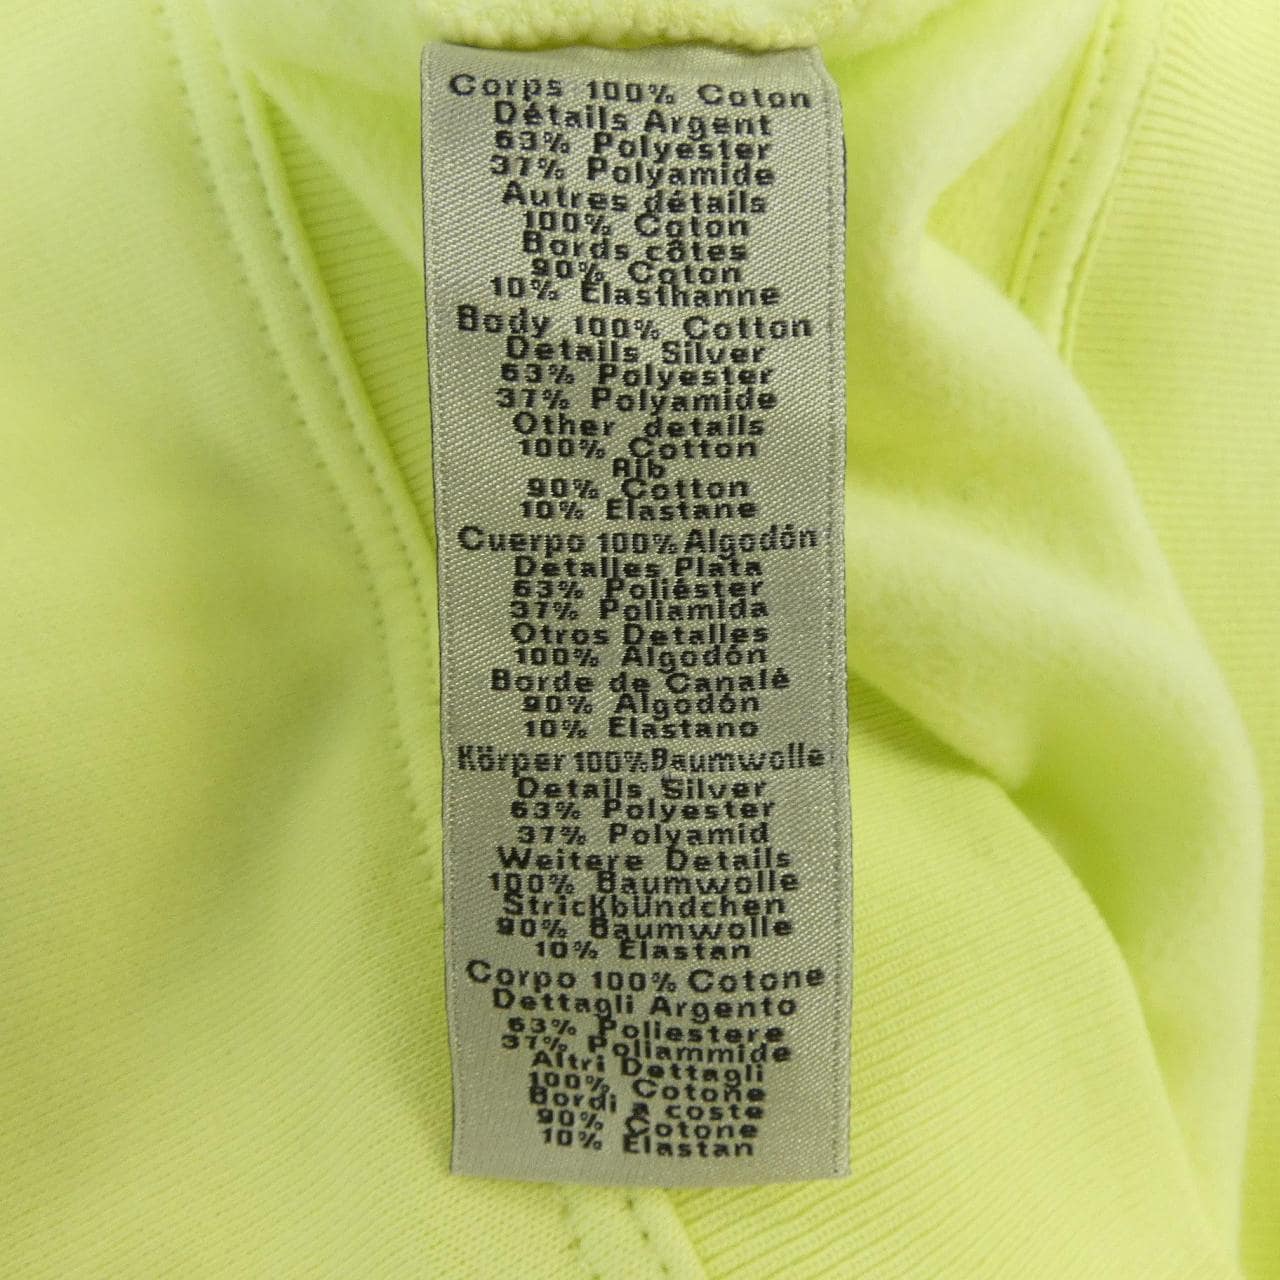 Corps 100% Coton
Détails Argent
63% Polyester
37% Polyamide
Autres détails
100% Coton
Bords côtes
90% Coton
10% Élasthanne
Body 100% Cotton
Details Silver
63% Polyester
37% Polyamide
Other details
100% Cotton
Rib
90% Cotton
10% Elastane
Cuerpo 100% Algodón
Detalles Plata
63% Poliéster
37% Poliamida
Otros Detalles
100% Algodón
Borde de Canalé
90% Algodón
10% Elastano
Körper 100% Baumwolle
Details Silver
63% Polyester
37% Polyamid
Weitere Details
100% Baumwolle
Strickbündchen
90% Baumwolle
10% Elastan
Corpo 100% Cotone
Dettagli Argento
63% Poliestere
37% Poliammide
Altri Dettagli
100% Cotone
Bordi a coste
90% Cotone
10% Elastan